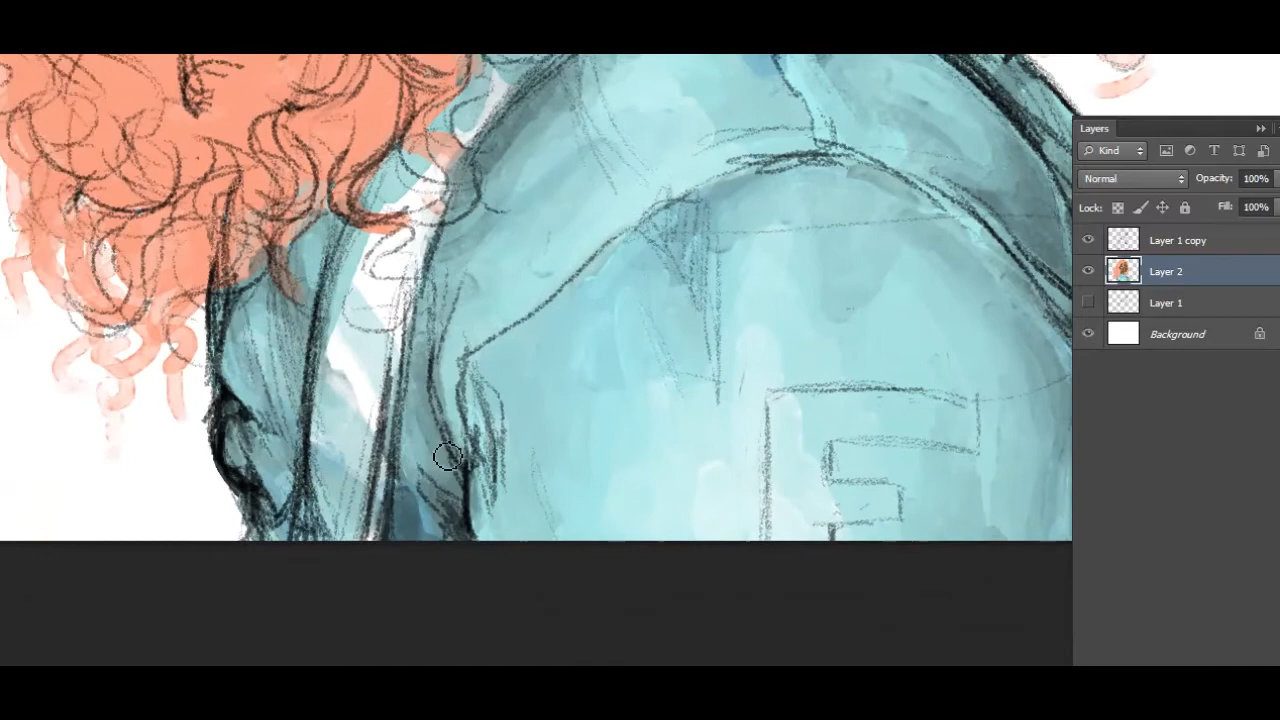 Layers
Kind
Normal
Opacity: 100%
Lock:
Fill: 100%
Layer 1 copy
Layer 2
Layer 1
Background
F